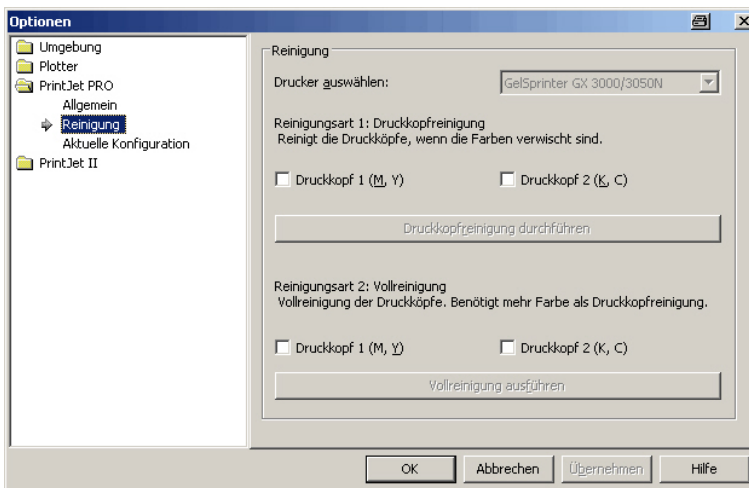 Optionen
Umgebung
Plotter
PrintJet PRO
Allgemein
Reinigung
Aktuelle Konfiguration
PrintJet II
Reinigung
Drucker auswählen:
GelSprinter GX 3000/3050N
Reinigungsart 1: Druckkopfreinigung
Reinigt die Druckköpfe, wenn die Farben verwischt sind.
Druckkopf 1 (M, Y)
Druckkopf 2 (K, C)
Druckkopfreinigung durchführen
Reinigungsart 2: Vollreinigung
Vollreinigung der Druckköpfe. Benötigt mehr Farbe als Druckkopfreinigung.
Druckkopf 1 (M, Y)
Druckkopf 2 (K, C)
Vollreinigung ausführen
OK
Abbrechen
Übernehmen
Hilfe